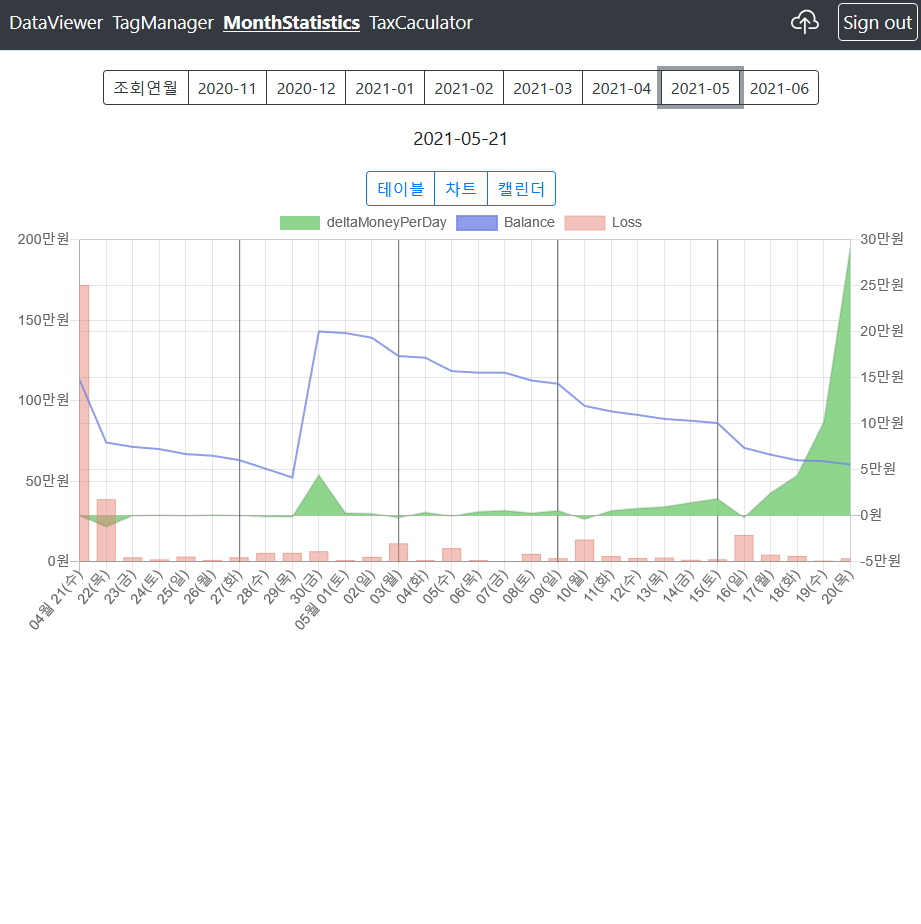 DataViewer TagManager MonthStatistics TaxCaculator Sign out
조회연월 2020-11 2020-12 2021-01 2021-02 2021-03 2021-04 2021-05 2021-06
2021-05-21
테이블 차트 캘린더
deltaMoneyPerDay Balance Loss
200만원 30만원
25만원
150만원 20만원
15만원
100만원 10만원
50만원 5만원
0원
0원 -5만원
04월 21(수) 22(목) 23(금) 24(토) 25(일) 26(월) 27(화) 28(수) 29(목) 30(금) 05월 01(토) 02(일) 03(월) 04(화) 05(수) 06(목) 07(금) 08(토) 09(일) 10(월) 11(화) 12(수) 13(목) 14(금) 15(토) 16(일) 17(월) 18(화) 19(수) 20(목)